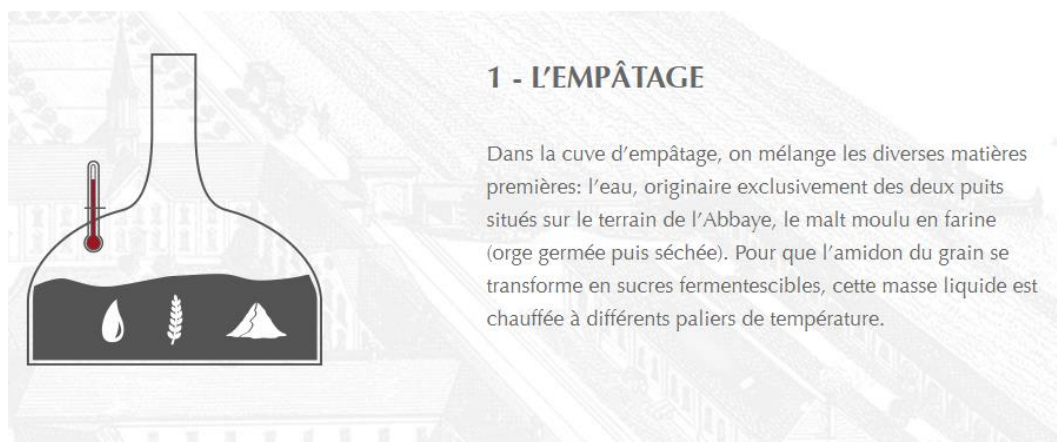 1 - L’EMPÂTAGE
Dans la cuve d’empâtage, on mélange les diverses matières
premières: l’eau, originaire exclusivement des deux puits
situés sur le terrain de l’Abbaye, le malt moulu en farine
(orge germée puis séchée). Pour que l’amidon du grain se
transforme en sucres fermentescibles, cette masse liquide est
chauffée à différents paliers de température.